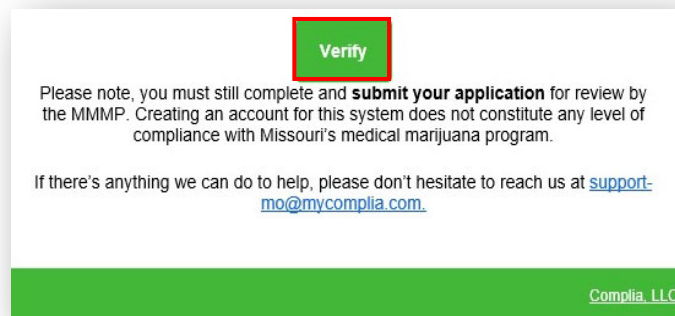 Verify
Please note, you must still complete and submit your application for review by
the MMMP. Creating an account for this system does not constitute any level of
compliance with Missouri's medical marijuana program.
If there's anything we can do to help, please don't hesitate to reach us at support-
mo@mycomplia.com.
Complia, LLC